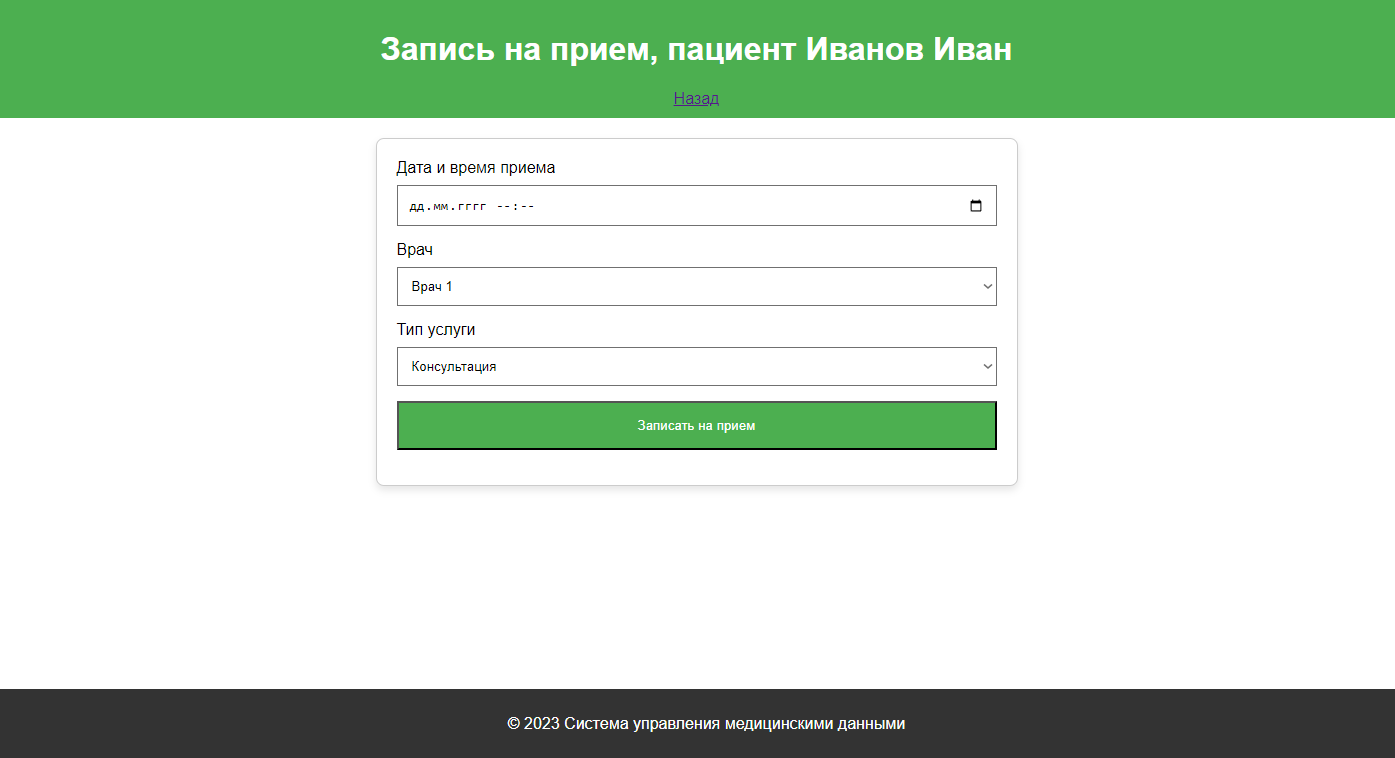 Запись на прием, пациент Иванов Иван
Назад
Дата и время приема
дд.мм.гггг --:--
Врач
Врач 1
Тип услуги
Консультация
Записать на прием
© 2023 Система управления медицинскими данными